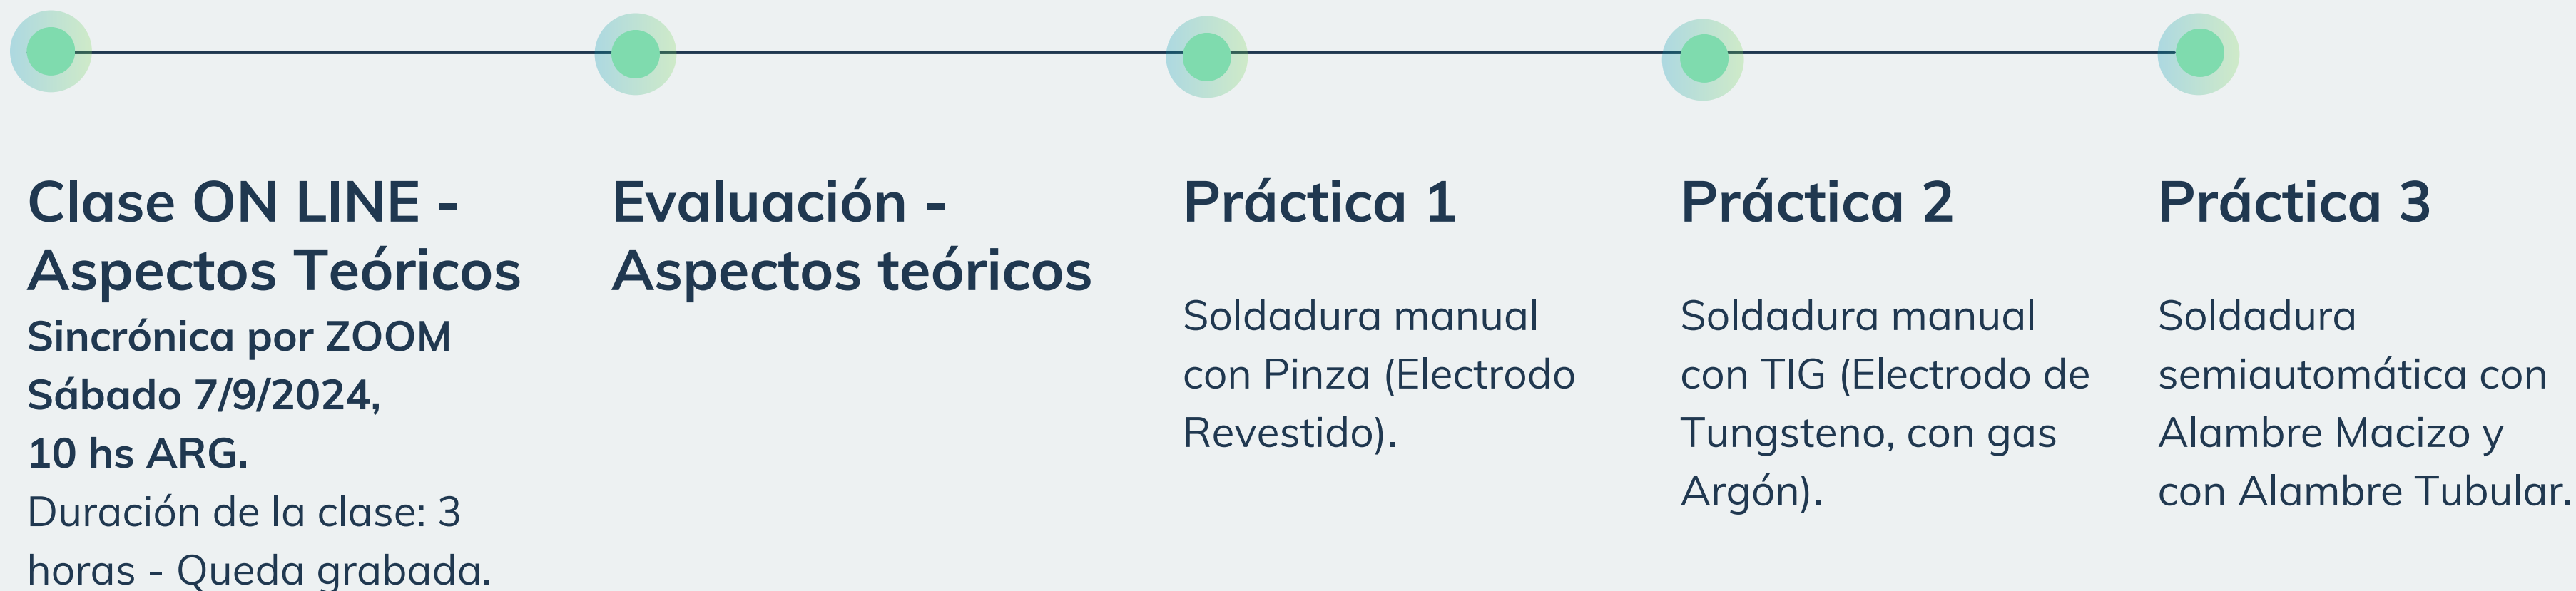 Clase ON LINE -
Aspectos Teóricos
Sincrónica por ZOOM
Sábado 7/9/2024,
10 hs ARG.
Duración de la clase: 3
horas - Queda grabada.
Evaluación -
Aspectos teóricos
Práctica 1
Soldadura manual
con Pinza (Electrodo
Revestido).
Práctica 2
Soldadura manual
con TIG (Electrodo de
Tungsteno, con gas
Argón).
Práctica 3
Soldadura
semiautomática con
Alambre Macizo y
con Alambre Tubular.